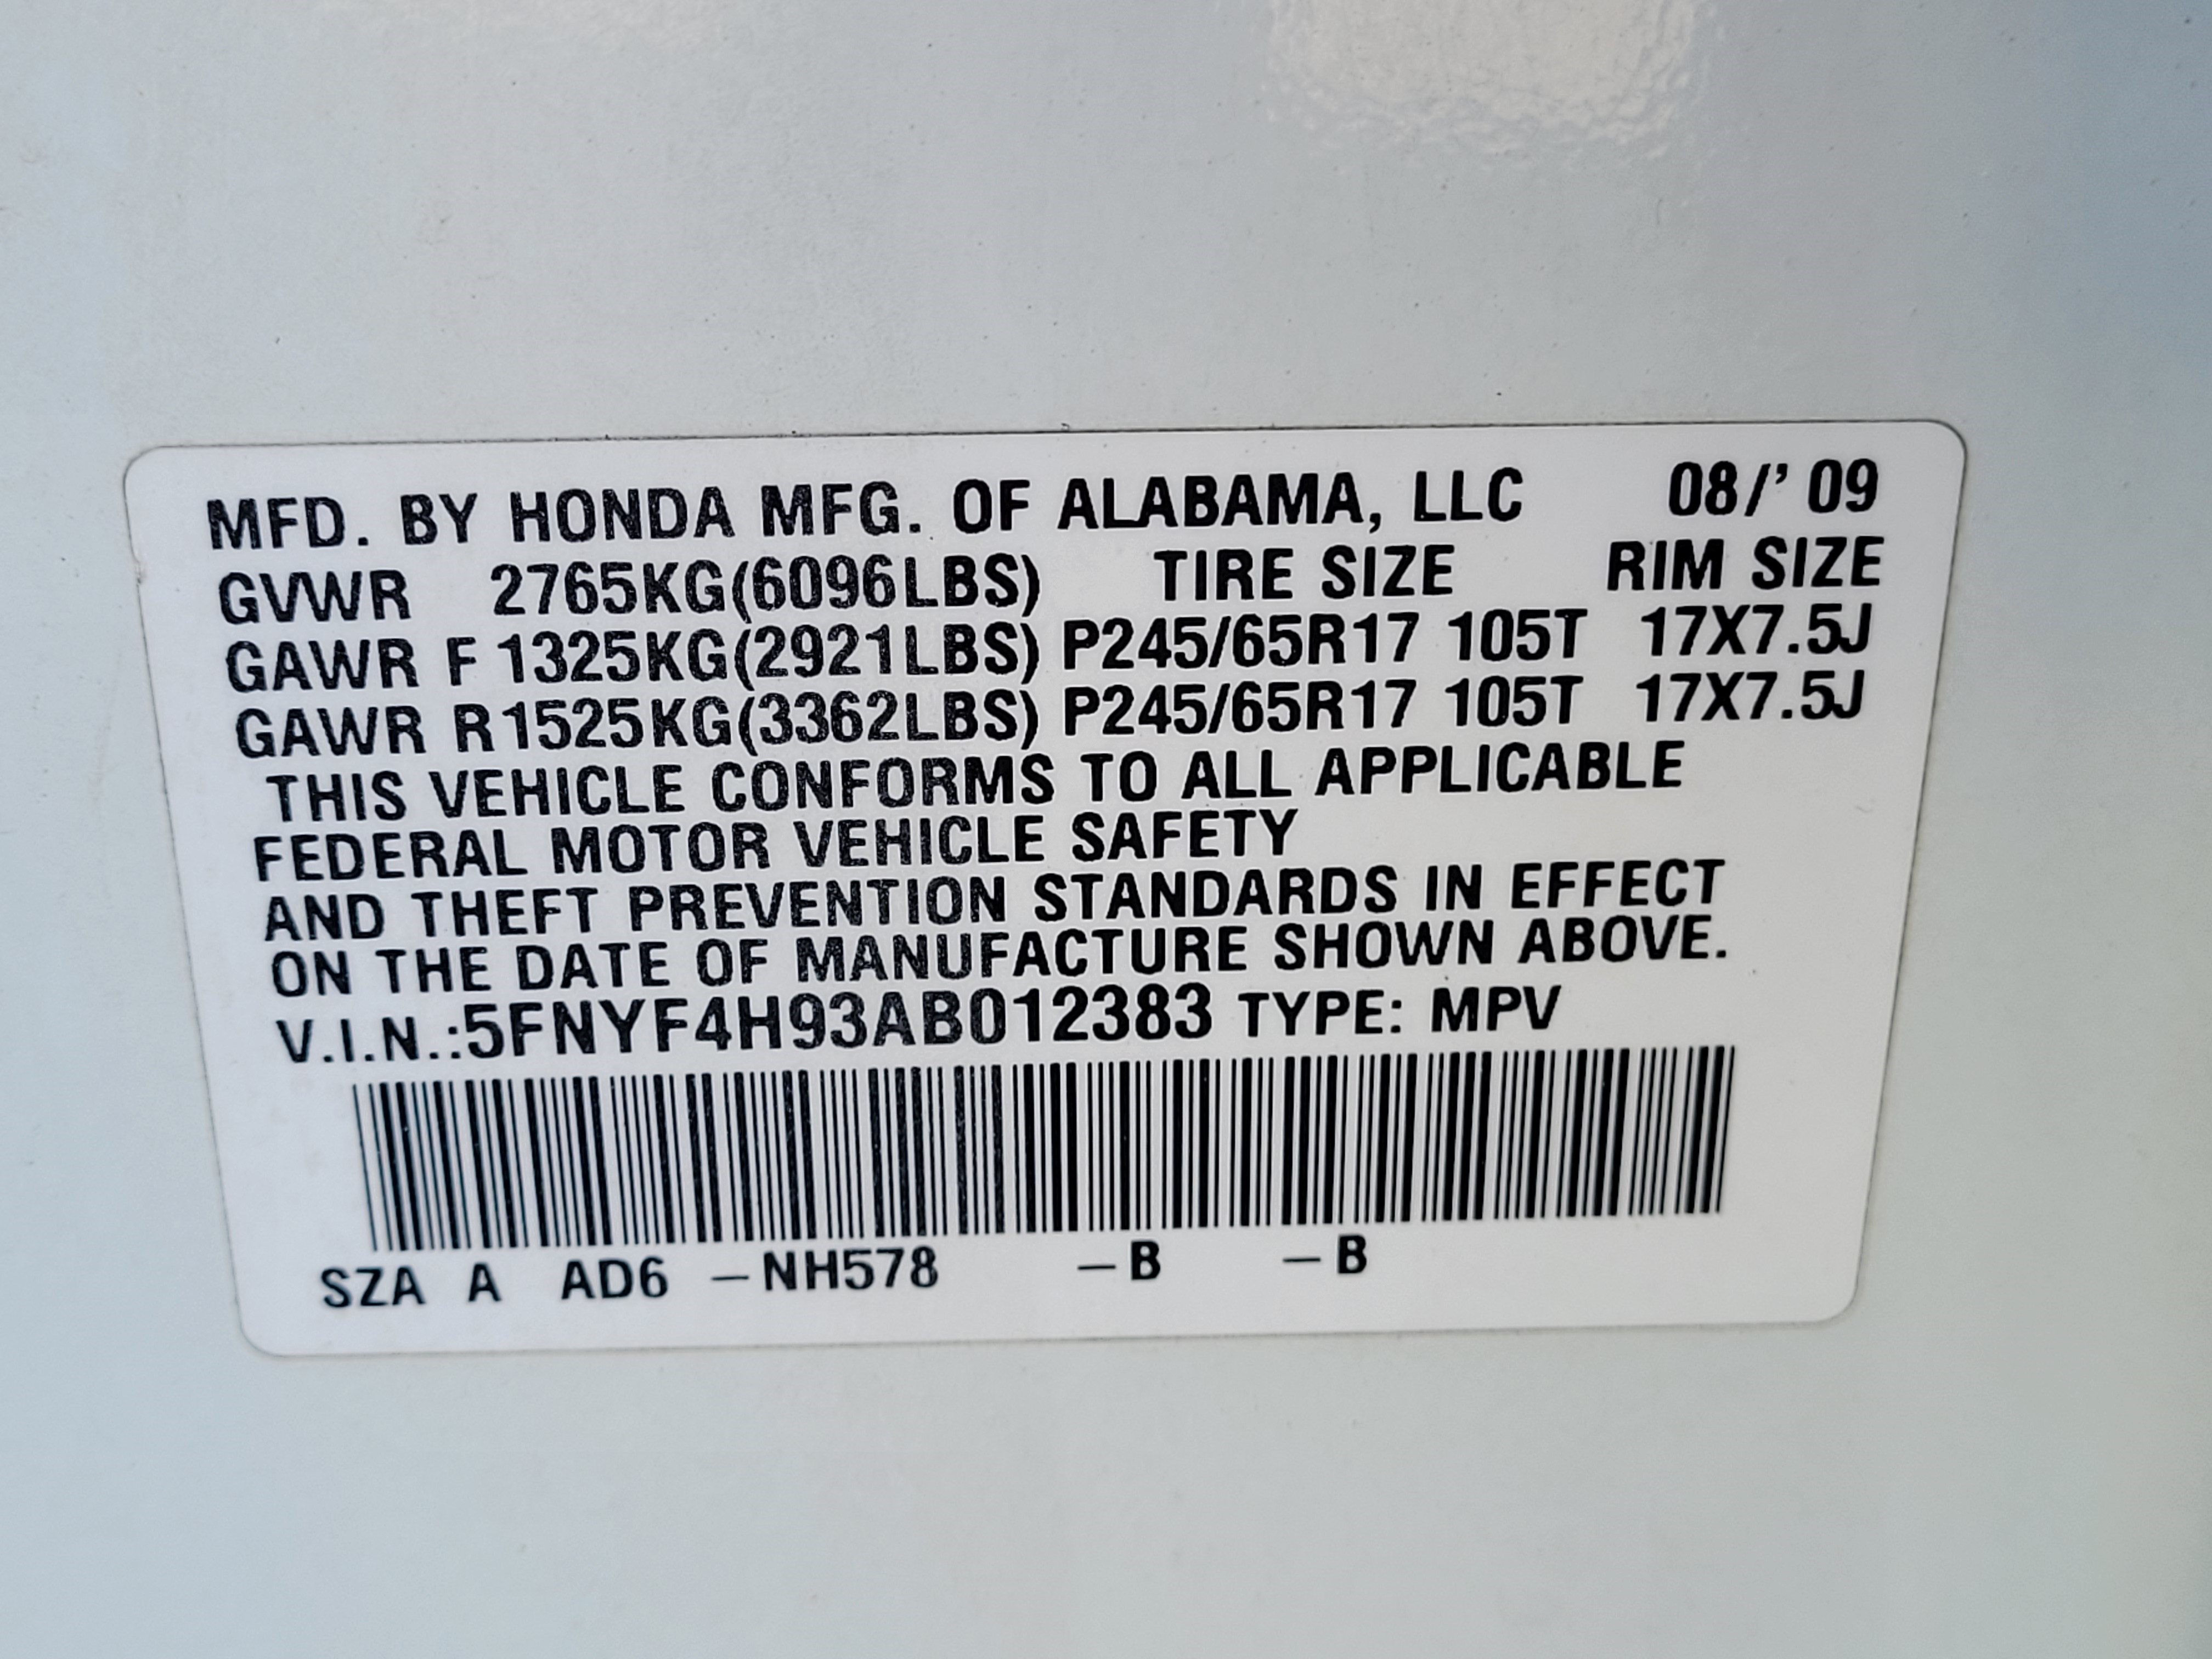 MFD. BY HONDA MFG. OF ALABAMA, LLC 08/' 09
GVWR 2765KG(6096LBS) TIRE SIZE RIM SIZE
GAWR F 1325KG(2921LBS) P245/65R17 105T 17X7.5J
GAWR R 1525KG(3362LBS) P245/65R17 105T 17X7.5J
THIS VEHICLE CONFORMS TO ALL APPLICABLE
FEDERAL MOTOR VEHICLE SAFETY
AND THEFT PREVENTION STANDARDS IN EFFECT
ON THE DATE OF MANUFACTURE SHOWN ABOVE.
V.I.N.:5FNYF4H93AB012383 TYPE: MPV
SZA A AD6 –NH578 –B –B